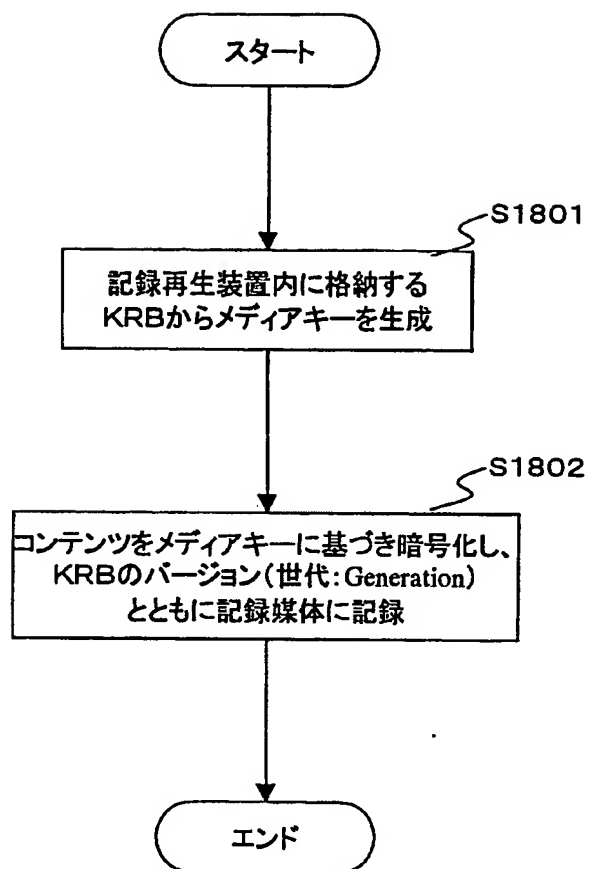 スタート
S1801
記録再生装置内に格納する
KRBからメディアキーを生成
S1802
コンテンツをメディアキーに基づき暗号化し、
KRBのバージョン(世代:Generation)
とともに記録媒体に記録
エンド